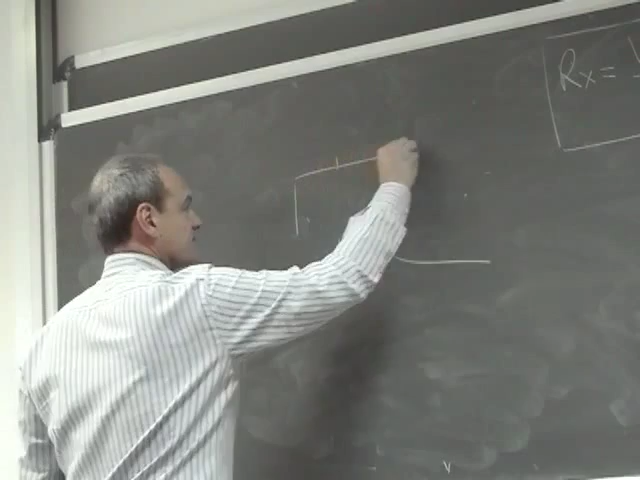 Rx =